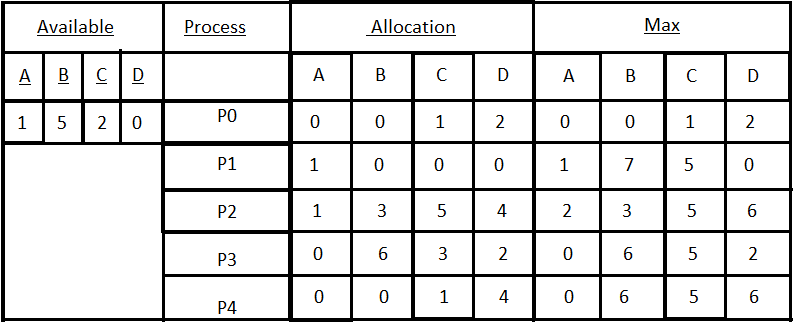 Available Process Allocation Max
A B C D A B C D A B C D
1 5 2 0 P0 0 0 1 2 0 0 1 2
P1 1 0 0 0 1 7 5 0
P2 1 3 5 4 2 3 5 6
P3 0 6 3 2 0 6 5 2
P4 0 0 1 4 0 6 5 6